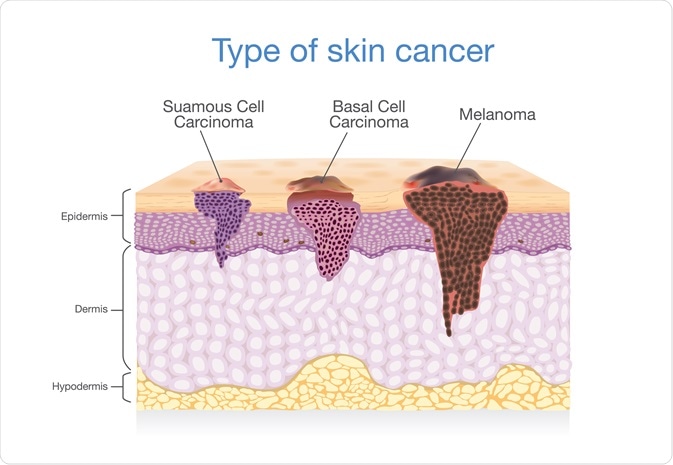 Type of skin cancer
Suamous Cell
Carcinoma
Basal Cell
Carcinoma
Melanoma
Epidermis
Dermis
Hypodermis